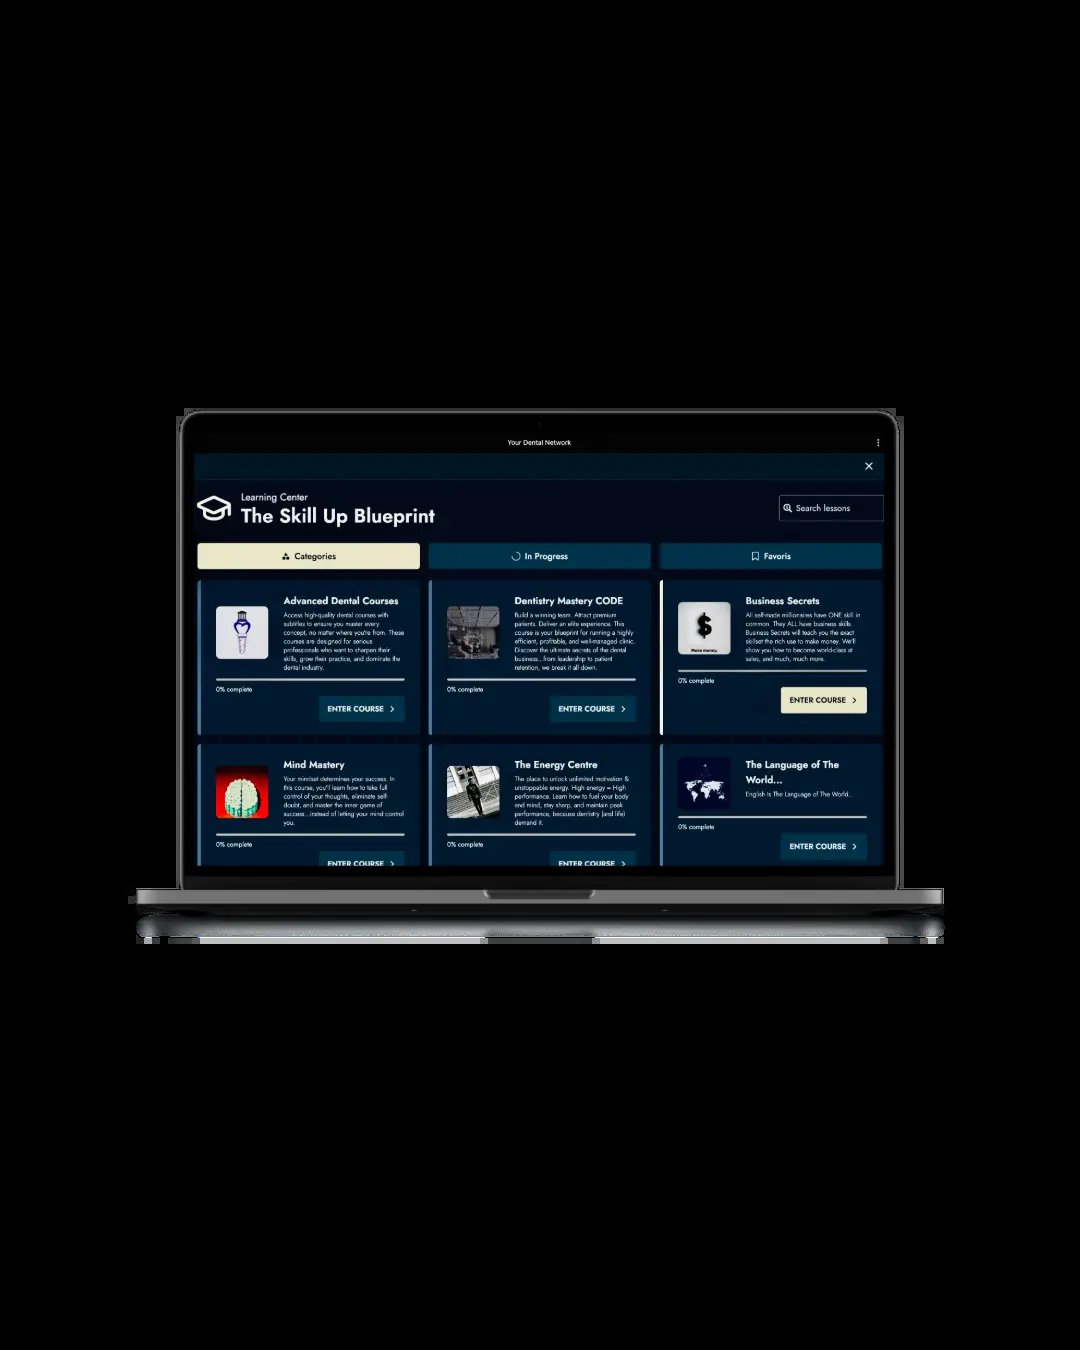 Your Dental Network
Learning Center
The Skill Up Blueprint
Search lessons
Categories
In Progress
Favoris
Advanced Dental Courses
Access high-quality dental courses with
subtitles to ensure you master every
concept, no matter where you're from. These
courses are designed for serious
professionals who want to sharpen their
skills, grow their practice, and dominate the
dental industry.
0% complete
ENTER COURSE
Dentistry Mastery CODE
Build a winning team. Attract premium
patients. Deliver an elite experience. This
course is your blueprint for running a highly
efficient, profitable, and well-managed clinic.
Discover the ultimate secrets of the dental
business...from leadership to patient
retention, we break it all down.
0% complete
ENTER COURSE
Business Secrets
All self-made millionaires have ONE skill in
common. They ALL have business skills.
Business Secrets will teach you the exact
skillset the rich use to make money. We'll
show you how to become world-class at
sales, and much, much more.
$
Make money.
0% complete
ENTER COURSE
Mind Mastery
Your mindset determines your success. In
this course, you'll learn how to take full
control of your thoughts, eliminate self-
doubt, and master the inner game of
success...instead of letting your mind control
you.
0% complete
ENTER COURSE
The Energy Centre
The place to unlock unlimited motivation &
unstoppable energy. High energy = High
performance. Learn how to fuel your body
and mind, stay sharp, and maintain peak
performance, because dentistry (and life)
demand it.
0% complete
ENTER COURSE
The Language of The
World...
English Is The Language of The World...
0% complete
ENTER COURSE